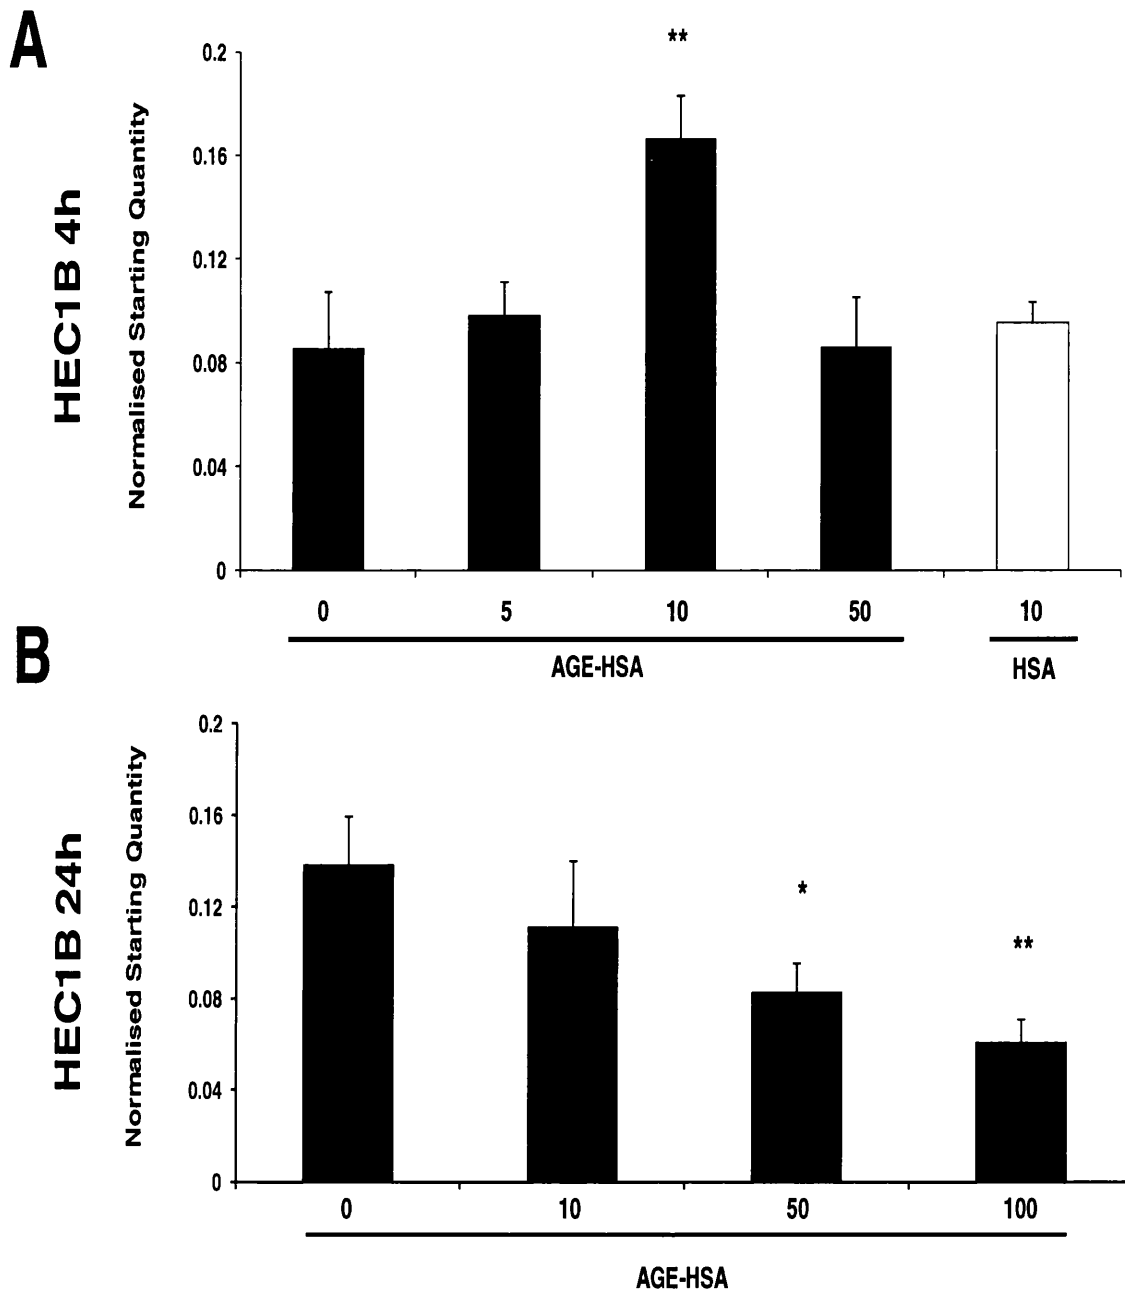 A
**
0.2
0.16
0.12
0.08
0.04
0
Normalised Starting Quantity
HEC1B 4h
0 5 10 50 10
AGE-HSA HSA
B
0.2
0.16
0.12
0.08
0.04
0
Normalised Starting Quantity
HEC1B 24h
*
**
0 10 50 100
AGE-HSA